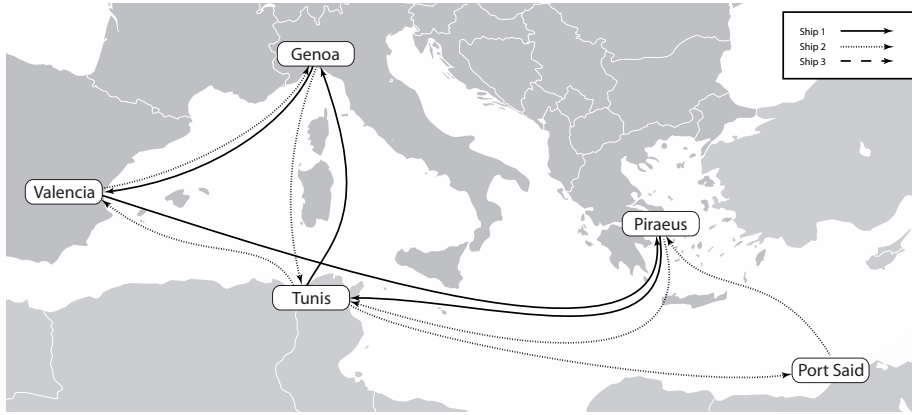 Genoa
Ship 1
Ship 2
Ship 3
Valencia
Piraeus
Tunis
Port Said